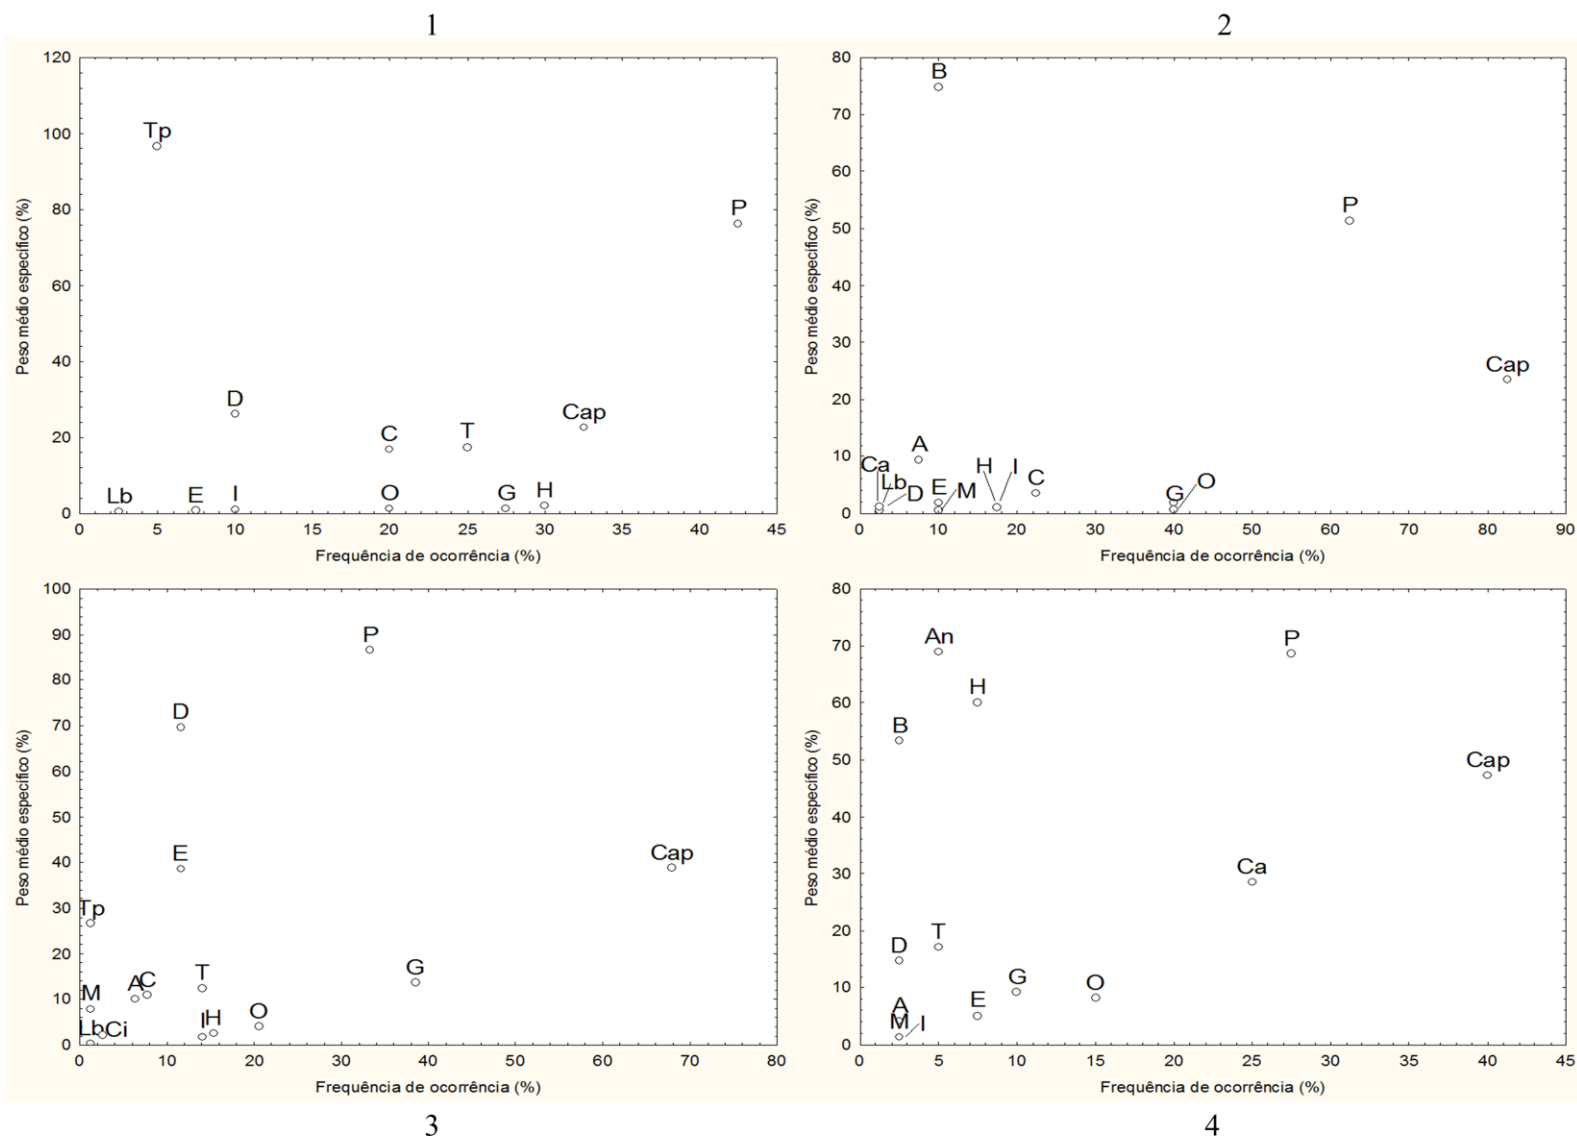 1
2
120
100
80
60
40
20
0
Tp
P
D
C
T
Cap
Lb
E
I
O
G
H
0 5 10 15 20 25 30 35 40 45
Frequência de ocorrência (%)
Peso médio específico (%)
80
70
60
50
40
30
20
10
0
B
P
Cap
A
Ca
Lb
D
E
M
H
I
C
G
O
0 10 20 30 40 50 60 70 80 90
Frequência de ocorrência (%)
Peso médio específico (%)
100
90
80
70
60
50
40
30
20
10
0
P
D
E
Cap
Tp
M
A
C
T
G
Lb
Ci
I
H
O
0 10 20 30 40 50 60 70 80
Frequência de ocorrência (%)
Peso médio específico (%)
80
70
60
50
40
30
20
10
0
An
P
H
B
Cap
Ca
D
T
G
O
A
E
M
I
0 5 10 15 20 25 30 35 40 45
Frequência de ocorrência (%)
Peso médio específico (%)
3
4